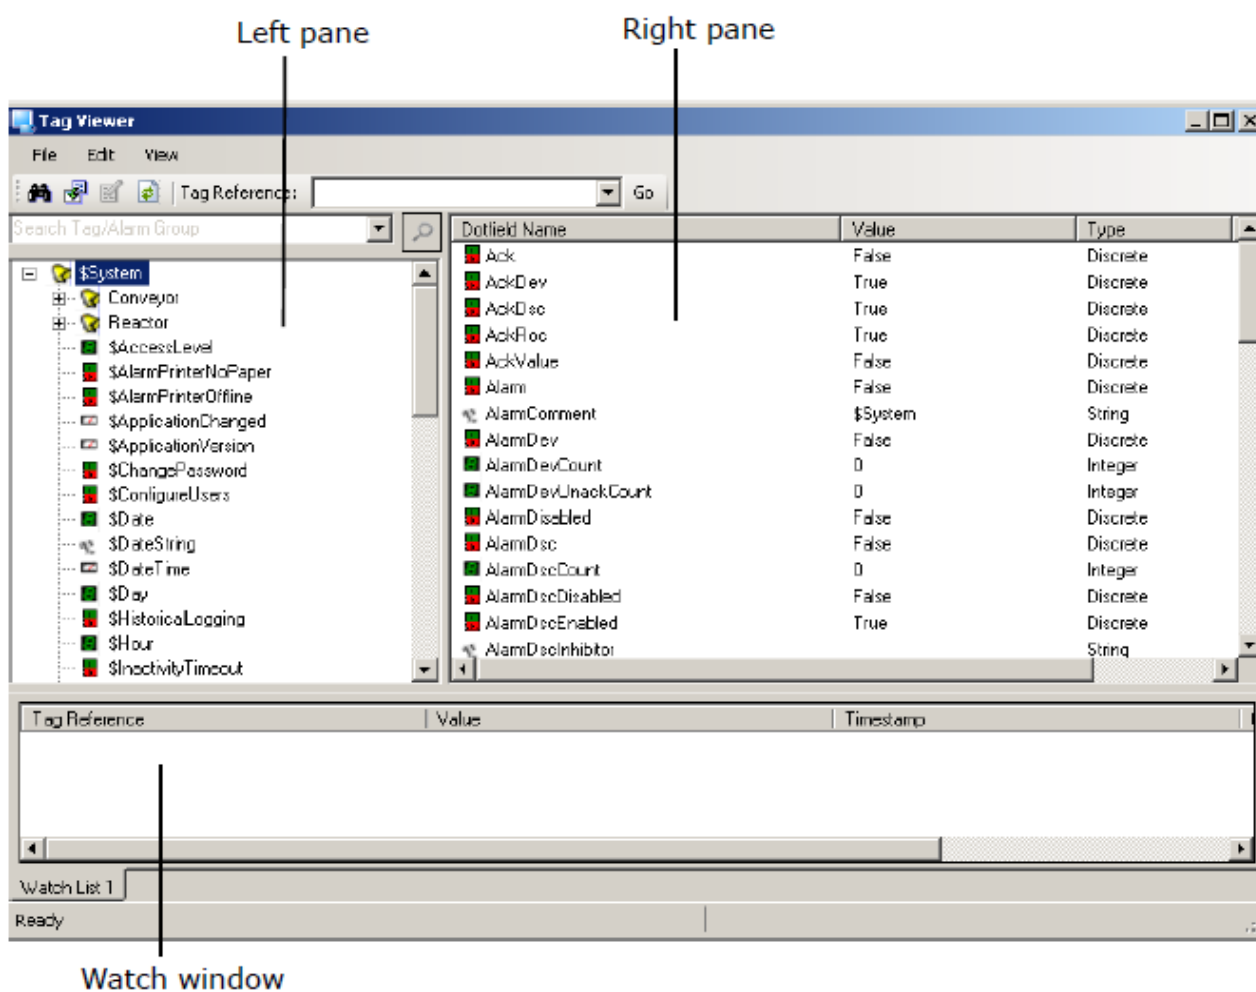 Left pane
Right pane
Tag Viewer
File Edit View
Tag Reference: Go
Search Tag/Alarm Group
$System
Conveyor
Reactor
$AccessLevel
$AlarmPrinterNoPaper
$AlarmPrinterOffline
$ApplicationChanged
$ApplicationVersion
$ChangePassword
$ConfigureUsers
$Date
$DateString
$DateTime
$Day
$HistoricalLogging
$Hour
$InactivityTimeout
Dotfield Name Value Type
Ack False Discrete
AckDev True Discrete
AckDsc True Discrete
AckRoc True Discrete
AckValue False Discrete
Alarm False Discrete
AlarmComment $System String
AlarmDev False Discrete
AlarmDevCount 0 Integer
AlarmDevUnackCount 0 Integer
AlarmDisabled False Discrete
AlarmDsc False Discrete
AlarmDscCount 0 Integer
AlarmDscDisabled False Discrete
AlarmDscEnabled True Discrete
AlarmDscInhibitor String
Tag Reference Value Timestamp
Watch List 1
Ready
Watch window